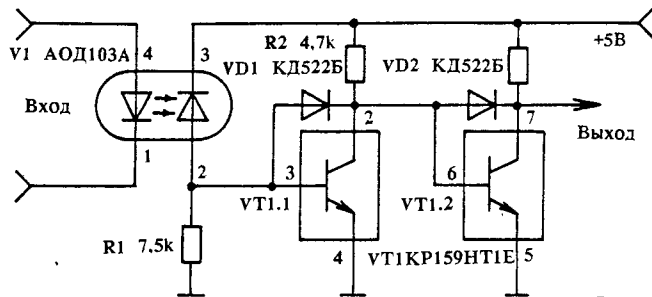 V1 АОД103А
4
3
R2 4,7k
+5В
VD1 КД522Б
VD2 КД522Б
Вход
2
7
Выход
1
2
3
6
VT1.1
VT1.2
R1 7,5k
4
VT1КР159НТ1Е
5